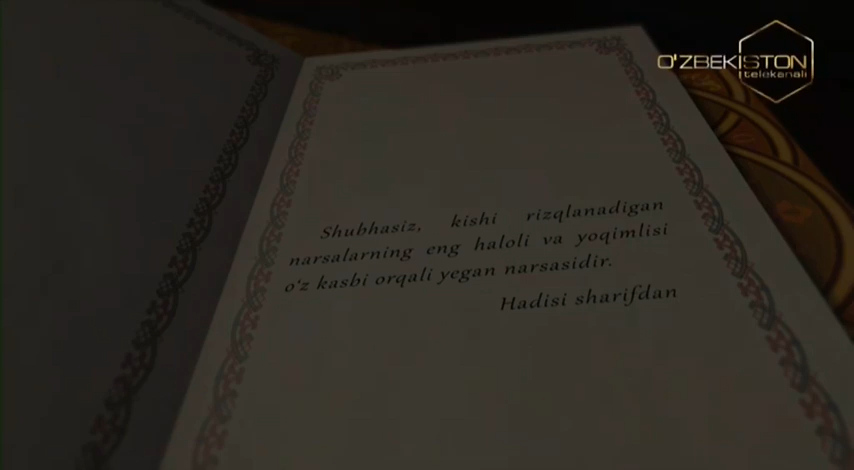 O'ZBEKISTON
telekanali
Shubhasiz, kishi rizqlanadigan
narsalarning eng haloli va yoqimlisi
o'z kasbi orqali yegan narsasidir.
Hadisi sharifdan